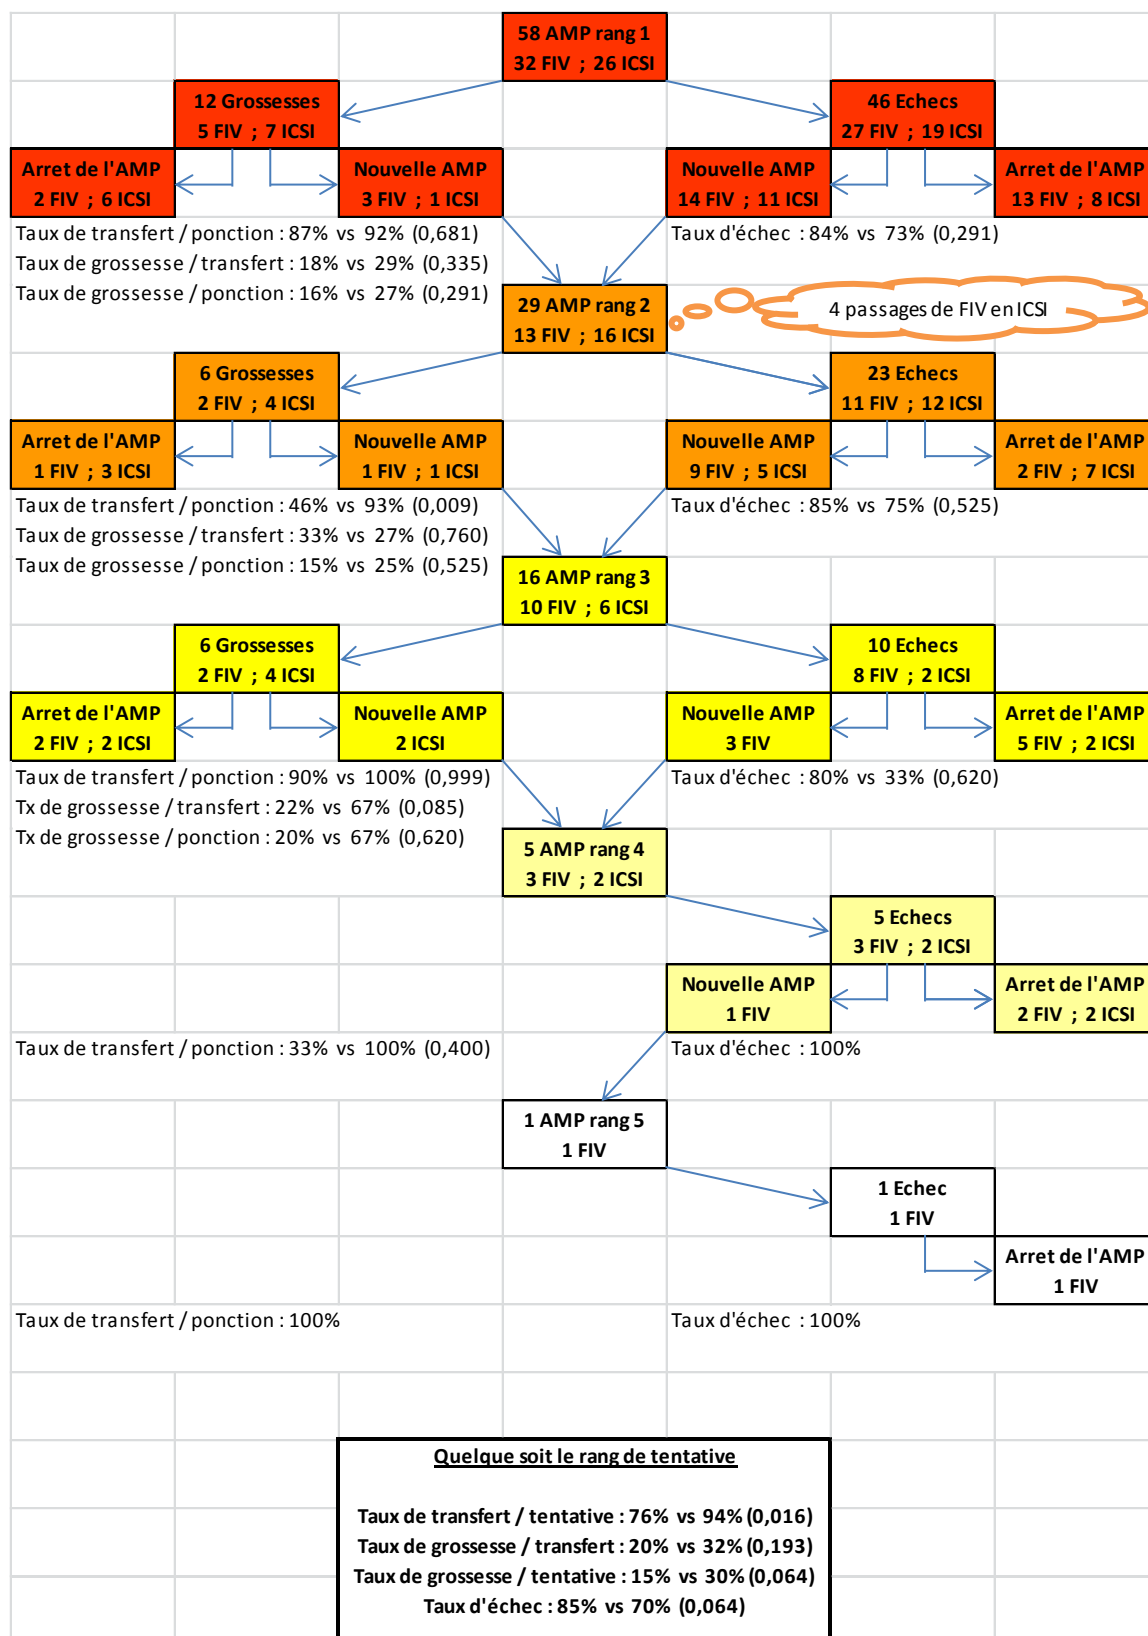 58 AMP rang 1
32 FIV ; 26 ICSI
12 Grossesses
5 FIV ; 7 ICSI
46 Echecs
27 FIV ; 19 ICSI
Arret de l'AMP
2 FIV ; 6 ICSI
Nouvelle AMP
3 FIV ; 1 ICSI
Nouvelle AMP
14 FIV ; 11 ICSI
Arret de l'AMP
13 FIV ; 8 ICSI
Taux de transfert / ponction : 87% vs 92% (0,681)
Taux de grossesse / transfert : 18% vs 29% (0,335)
Taux de grossesse / ponction : 16% vs 27% (0,291)
Taux d'échec : 84% vs 73% (0,291)
29 AMP rang 2
13 FIV ; 16 ICSI
4 passages de FIV en ICSI
6 Grossesses
2 FIV ; 4 ICSI
23 Echecs
11 FIV ; 12 ICSI
Arret de l'AMP
1 FIV ; 3 ICSI
Nouvelle AMP
1 FIV ; 1 ICSI
Nouvelle AMP
9 FIV ; 5 ICSI
Arret de l'AMP
2 FIV ; 7 ICSI
Taux de transfert / ponction : 46% vs 93% (0,009)
Taux de grossesse / transfert : 33% vs 27% (0,760)
Taux de grossesse / ponction : 15% vs 25% (0,525)
Taux d'échec : 85% vs 75% (0,525)
16 AMP rang 3
10 FIV ; 6 ICSI
6 Grossesses
2 FIV ; 4 ICSI
10 Echecs
8 FIV ; 2 ICSI
Arret de l'AMP
2 FIV ; 2 ICSI
Nouvelle AMP
2 ICSI
Nouvelle AMP
3 FIV
Arret de l'AMP
5 FIV ; 2 ICSI
Taux de transfert / ponction : 90% vs 100% (0,999)
Tx de grossesse / transfert : 22% vs 67% (0,085)
Tx de grossesse / ponction : 20% vs 67% (0,620)
Taux d'échec : 80% vs 33% (0,620)
5 AMP rang 4
3 FIV ; 2 ICSI
5 Echecs
3 FIV ; 2 ICSI
Nouvelle AMP
1 FIV
Arret de l'AMP
2 FIV ; 2 ICSI
Taux de transfert / ponction : 33% vs 100% (0,400)
Taux d'échec : 100%
1 AMP rang 5
1 FIV
1 Echec
1 FIV
Arret de l'AMP
1 FIV
Taux de transfert / ponction : 100%
Taux d'échec : 100%
Quelque soit le rang de tentative
Taux de transfert / tentative : 76% vs 94% (0,016)
Taux de grossesse / transfert : 20% vs 32% (0,193)
Taux de grossesse / tentative : 15% vs 30% (0,064)
Taux d'échec : 85% vs 70% (0,064)